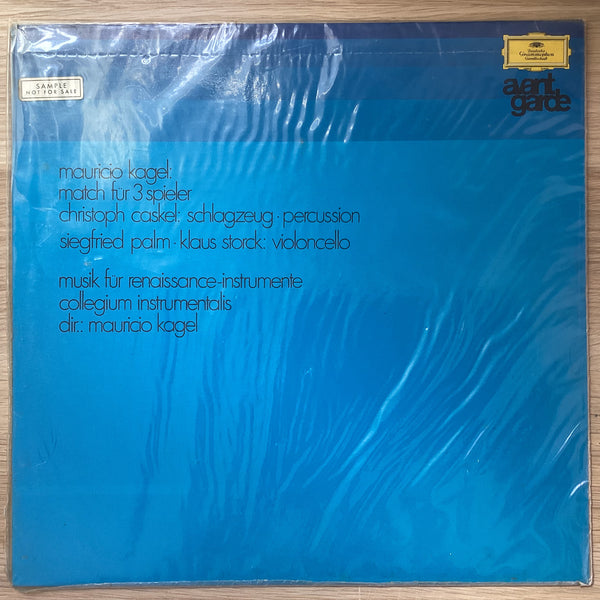 SAMPLE
NOT FOR SALE
Deutsche
Grammophon
Gesellschaft
avant
garde
mauricio kagel:
match für 3 spieler
christoph caskel: schlagzeug · percussion
siegfried palm · klaus storck: violoncello
musik für renaissance-instrumente
collegium instrumentalis
dir.: mauricio kagel